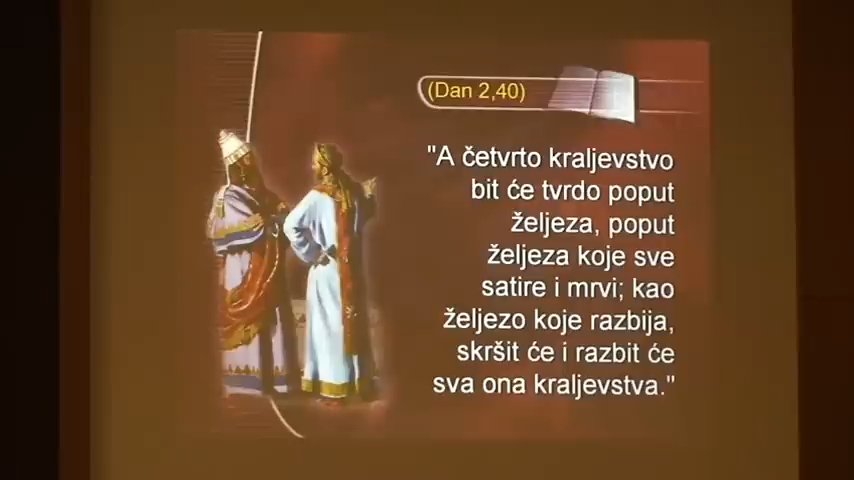 (Dan 2,40)
"A četvrto kraljevstvo
bit će tvrdo poput
željeza, poput
željeza koje sve
satire i mrvi; kao
željezo koje razbija,
skršit će i razbit će
sva ona kraljevstva."